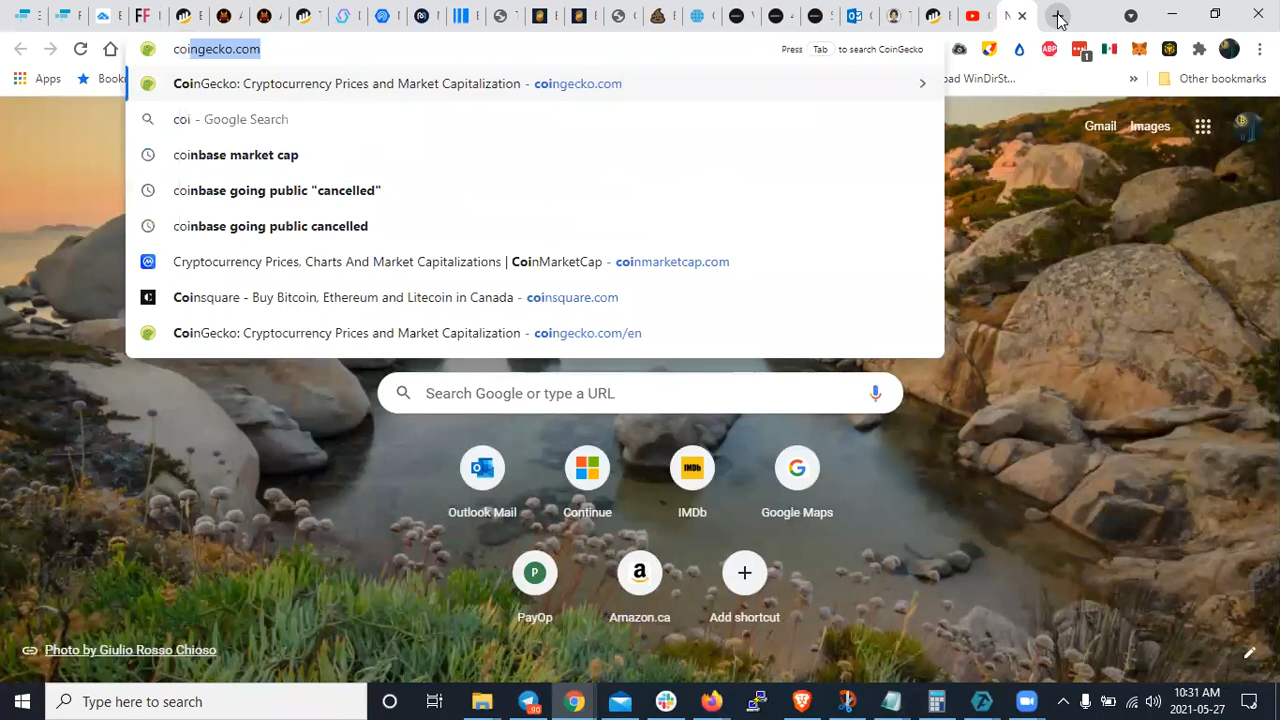 coingecko.com
Press Tab to search CoinGecko
1
Apps
Bookm
oad WinDirSt...
»
Other bookmarks
CoinGecko: Cryptocurrency Prices and Market Capitalization - coingecko.com
coi - Google Search
coinbase market cap
coinbase going public "cancelled"
coinbase going public cancelled
Cryptocurrency Prices, Charts And Market Capitalizations | CoinMarketCap - coinmarketcap.com
Coinsquare - Buy Bitcoin, Ethereum and Litecoin in Canada - coinsquare.com
CoinGecko: Cryptocurrency Prices and Market Capitalization - coingecko.com/en
Gmail Images
Search Google or type a URL
Outlook Mail
Continue
IMDb
Google Maps
PayOp
Amazon.ca
Add shortcut
Photo by Giulio Rosso Chioso
Type here to search
90
10:31 AM
2021-05-27